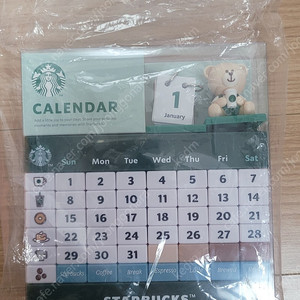 CALENDAR
1
January
Sun Mon Tue Wed Thu Fri Sat
1 2 3 4 5 6 7
8 9 10 11 12 13 14
15 16 17 18 19 20 21
22 23 24 25 26 27 28
29 30 31
Coffee Break
STARBUCKS™